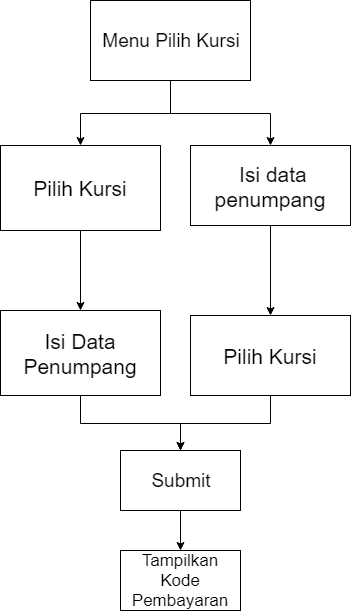 Menu Pilih Kursi
Pilih Kursi
Isi data
penumpang
Isi Data
Penumpang
Pilih Kursi
Submit
Tampilkan
Kode
Pembayaran